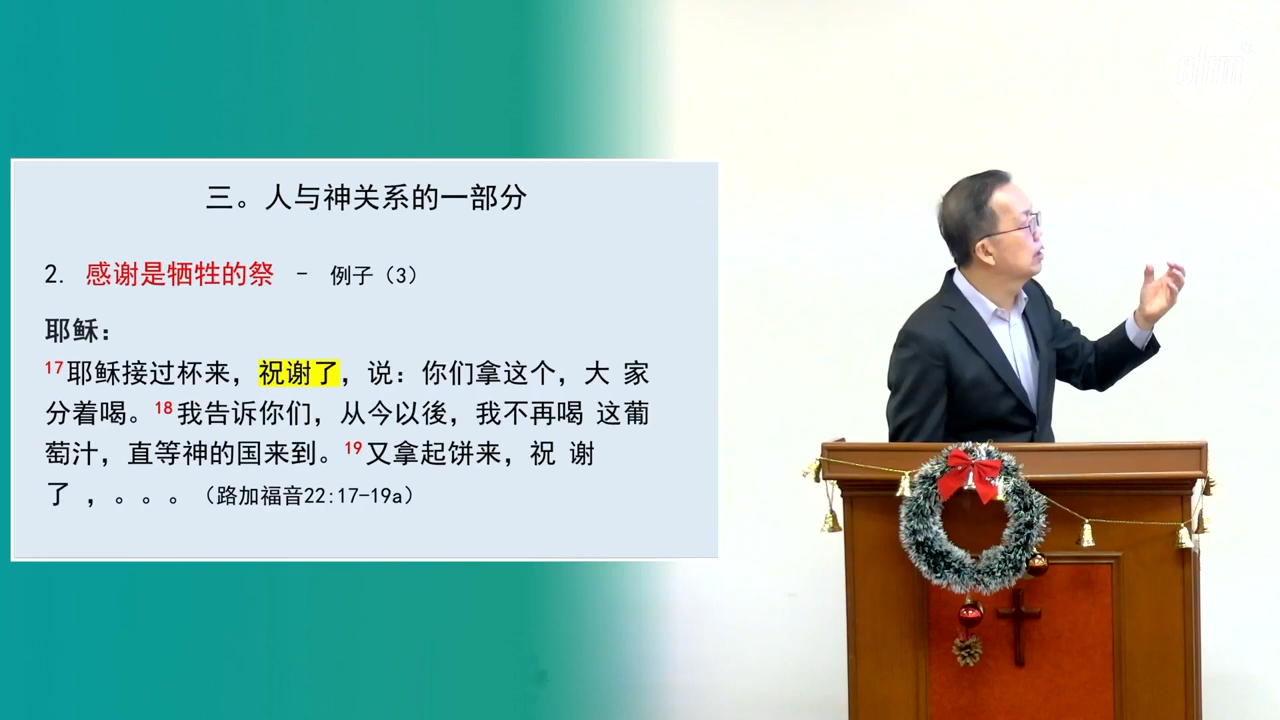 三。人与神关系的一部分
2. 感谢是牺牲的祭 - 例子（3）
耶稣：
17耶稣接过杯来，祝谢了，说：你们拿这个，大 家
分着喝。18我告诉你们，从今以後，我不再喝 这葡
萄汁，直等神的国来到。19又拿起饼来，祝 谢
了 ，。。。（路加福音22:17-19a）